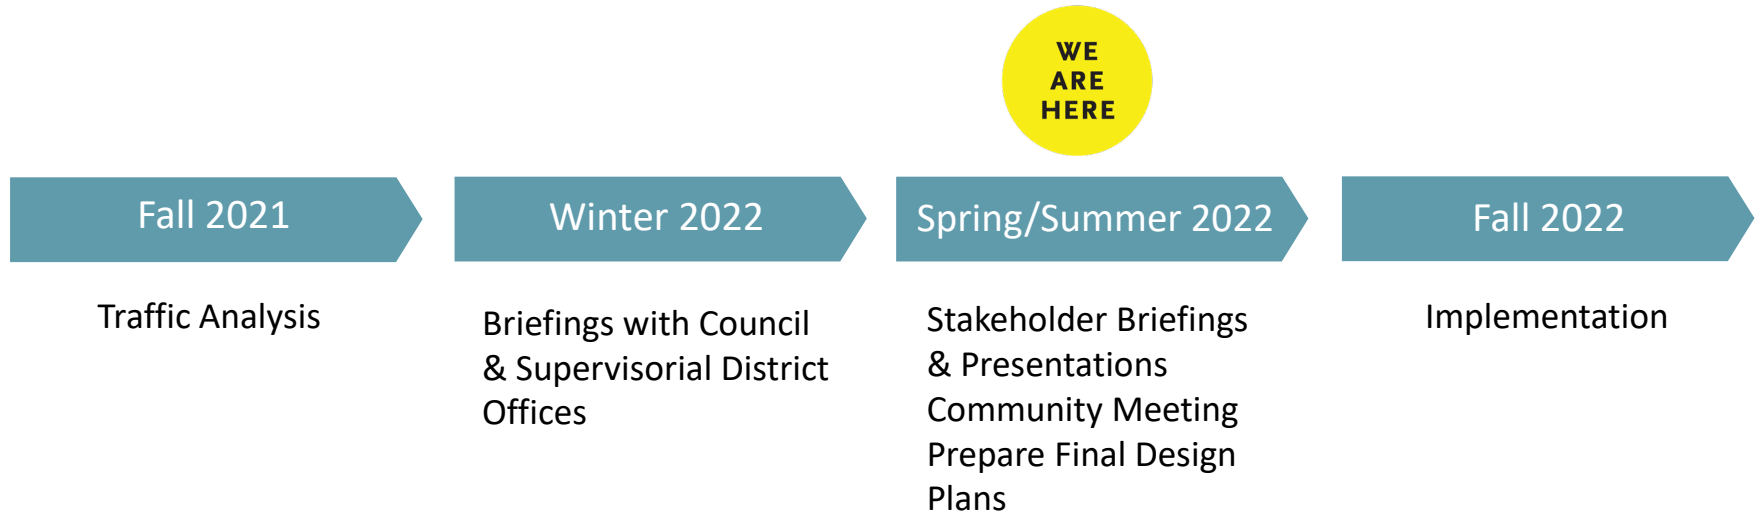 WE
ARE
HERE
Fall 2021
Winter 2022
Spring/Summer 2022
Fall 2022
Traffic Analysis
Briefings with Council
& Supervisorial District
Offices
Stakeholder Briefings
& Presentations
Community Meeting
Prepare Final Design
Plans
Implementation